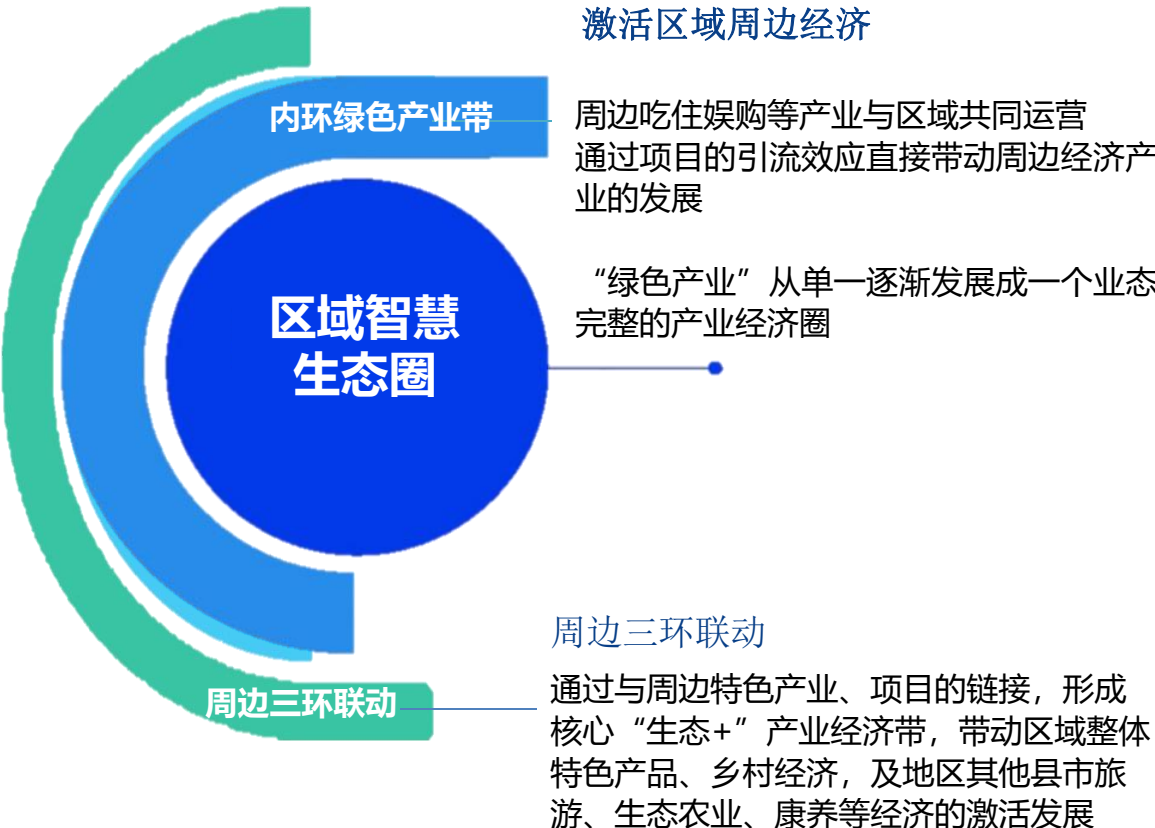 激活区域周边经济
内环绿色产业带
周边吃住娱购等产业与区域共同运营
通过项目的引流效应直接带动周边经济产
业的发展
“绿色产业”从单一逐渐发展成一个业态
完整的产业经济圈
区域智慧
生态圈
周边三环联动
周边三环联动
通过与周边特色产业、项目的链接，形成
核心“生态+”产业经济带，带动区域整体
特色产品、乡村经济，及地区其他县市旅
游、生态农业、康养等经济的激活发展